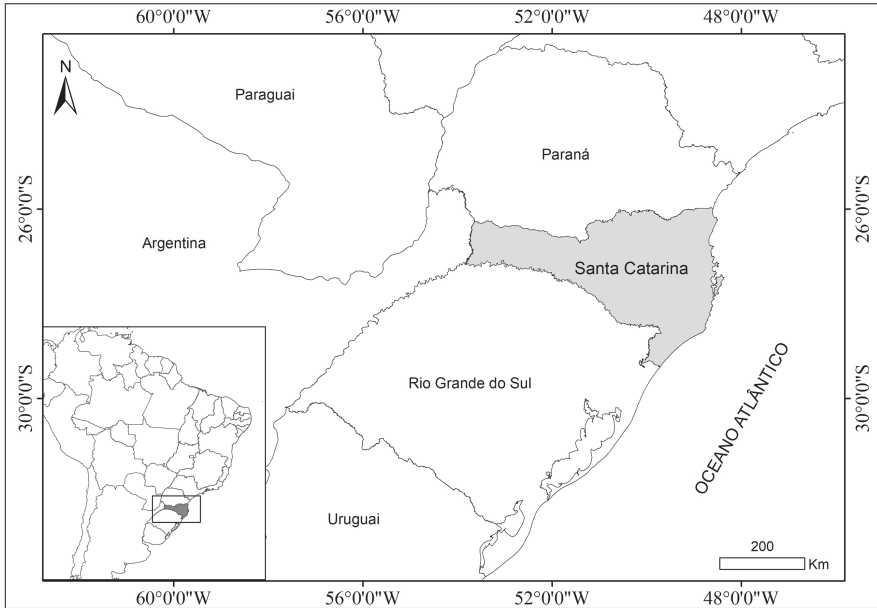 60°0'0"W 56°0'0"W 52°0'0"W 48°0'0"W
N
Paraguai
Paraná
26°0'0"S
26°0'0"S
Argentina
Santa Catarina
Rio Grande do Sul
30°0'0"S
30°0'0"S
OCEANO ATLÂNTICO
Uruguai
200
Km
60°0'0"W 56°0'0"W 52°0'0"W 48°0'0"W